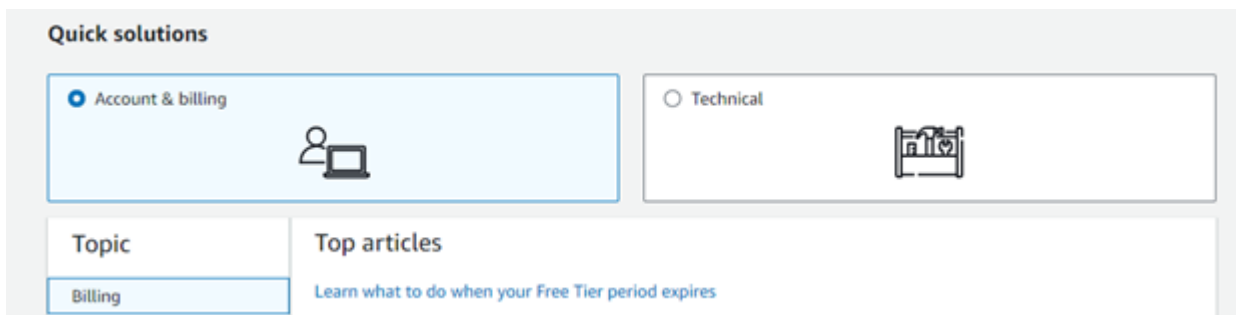 Quick solutions
Account & billing
Technical
Topic
Top articles
Billing
Learn what to do when your Free Tier period expires